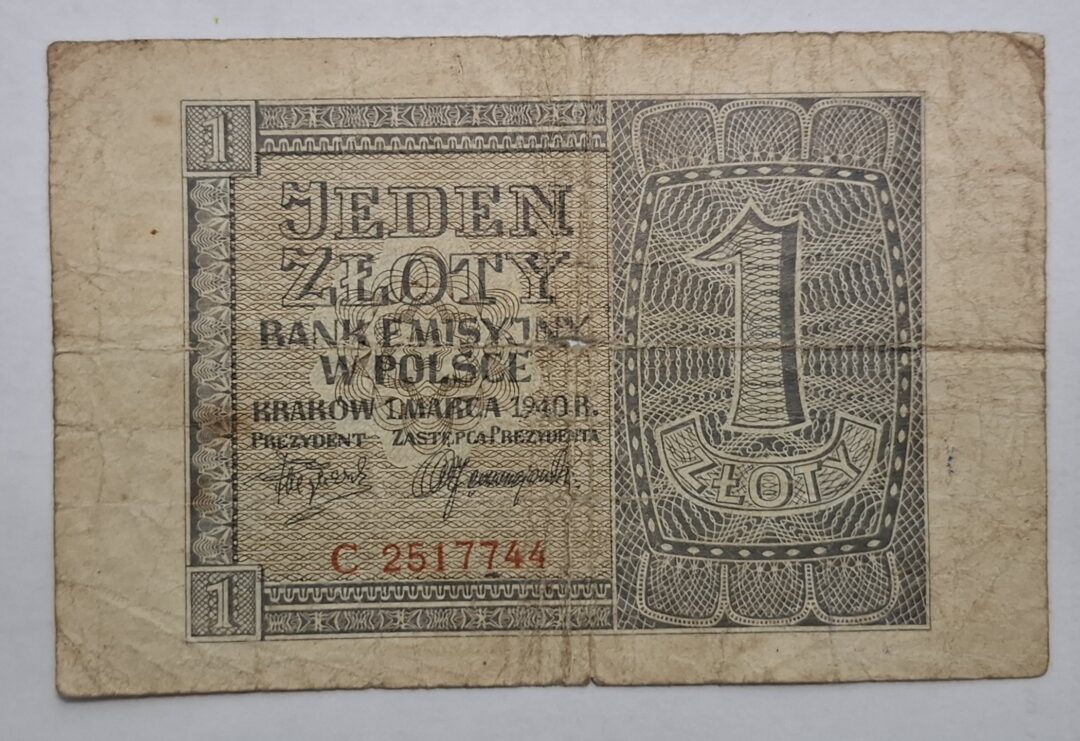 1
JEDEN
ZŁOTY
BANK EMISYJNY
W POLSCE
KRAKÓW 1 MARCA 1940 R.
PREZYDENT ZASTĘPCA PREZYDENTA
C 2517744
1
1
ZŁOTY